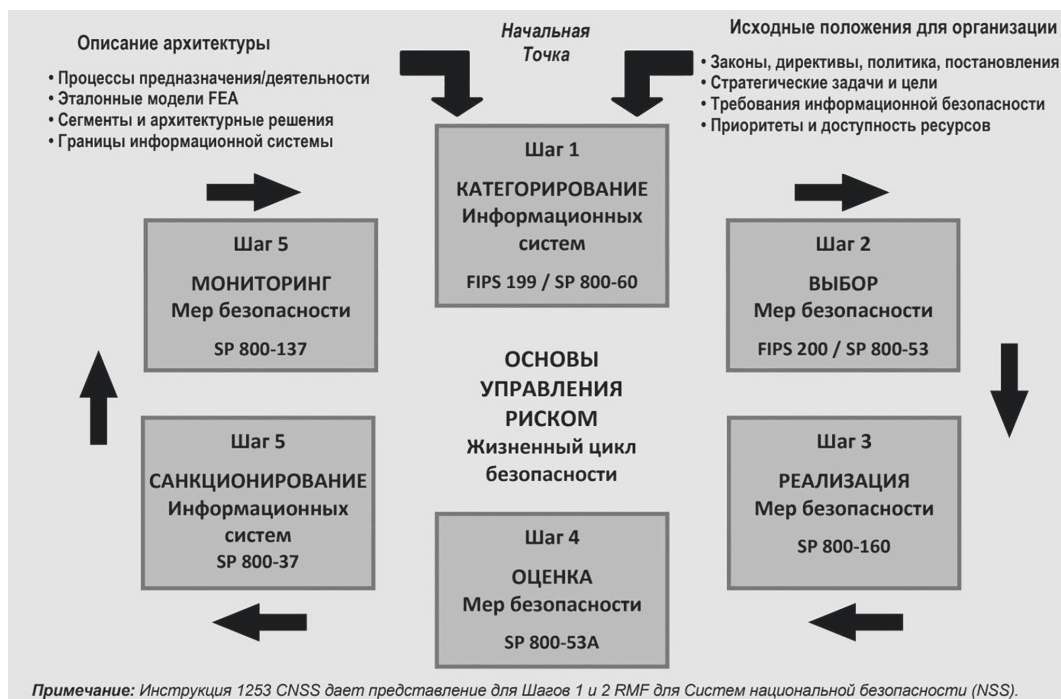 Описание архитектуры
• Процессы предназначения/деятельности
• Эталонные модели FEA
• Сегменты и архитектурные решения
• Границы информационной системы
Начальная
Точка
Исходные положения для организации
• Законы, директивы, политика, постановления
• Стратегические задачи и цели
• Требования информационной безопасности
• Приоритеты и доступность ресурсов
Шаг 1
КАТЕГОРИРОВАНИЕ
Информационных
систем
FIPS 199 / SP 800-60
Шаг 2
ВЫБОР
Мер безопасности
FIPS 200 / SP 800-53
Шаг 3
РЕАЛИЗАЦИЯ
Мер безопасности
SP 800-160
Шаг 4
ОЦЕНКА
Мер безопасности
SP 800-53A
Шаг 5
САНКЦИОНИРОВАНИЕ
Информационных
систем
SP 800-37
Шаг 5
МОНИТОРИНГ
Мер безопасности
SP 800-137
ОСНОВЫ
УПРАВЛЕНИЯ
РИСКОМ
Жизненный цикл
безопасности
Примечание: Инструкция 1253 CNSS дает представление для Шагов 1 и 2 RMF для Систем национальной безопасности (NSS).